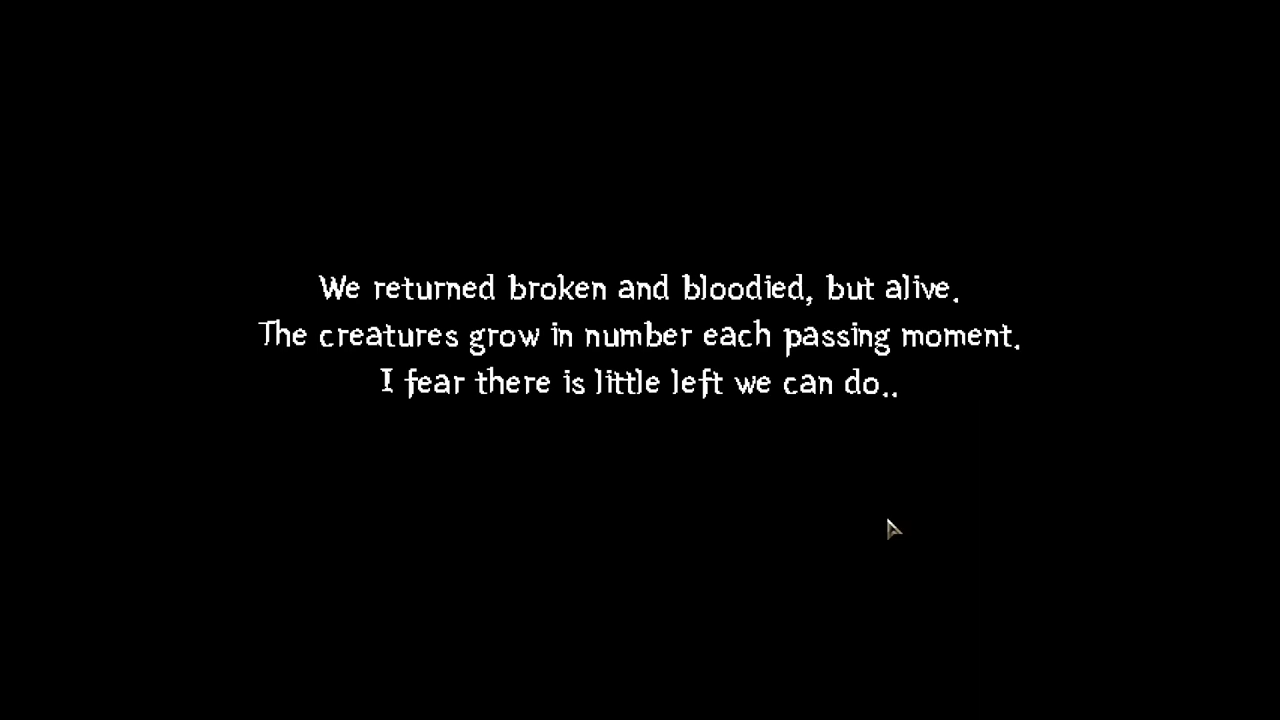 We returned broken and bloodied, but alive.
The creatures grow in number each passing moment.
I fear there is little left we can do..